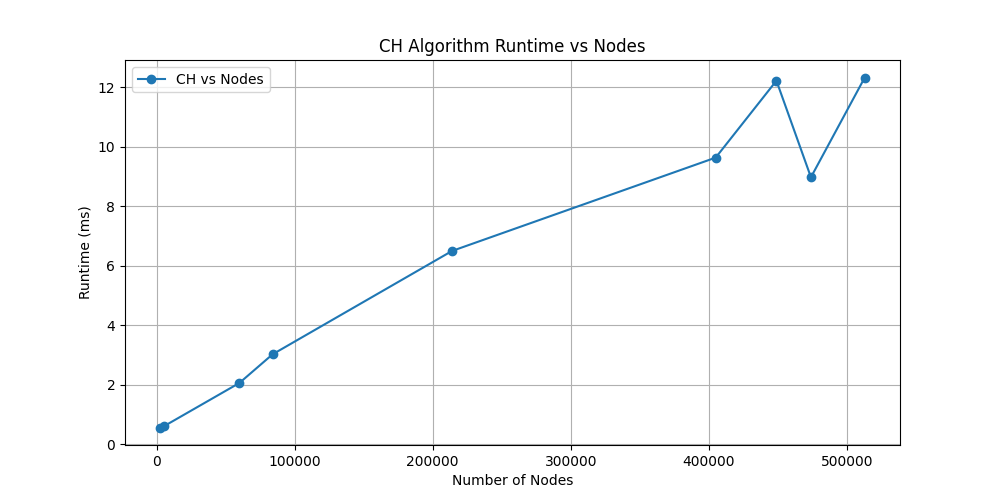 CH Algorithm Runtime vs Nodes
CH vs Nodes
12
10
8
6
4
2
0
Runtime (ms)
0 100000 200000 300000 400000 500000
Number of Nodes